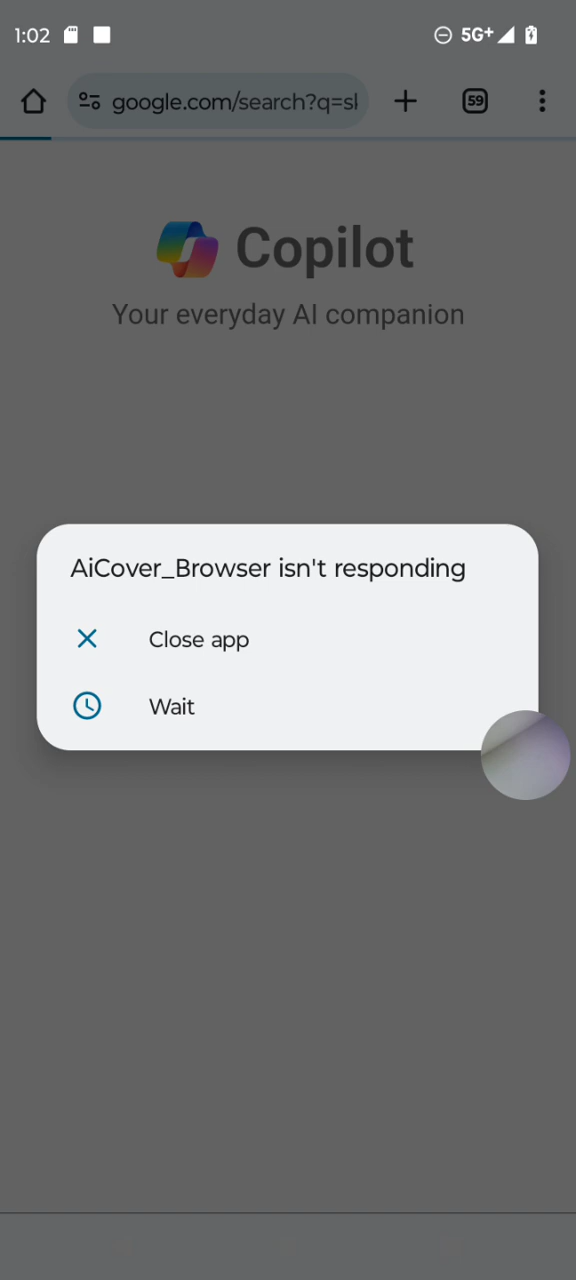 1:02
5G+
google.com/search?q=sl
59
Copilot
Your everyday AI companion
AiCover_Browser isn't responding
Close app
Wait